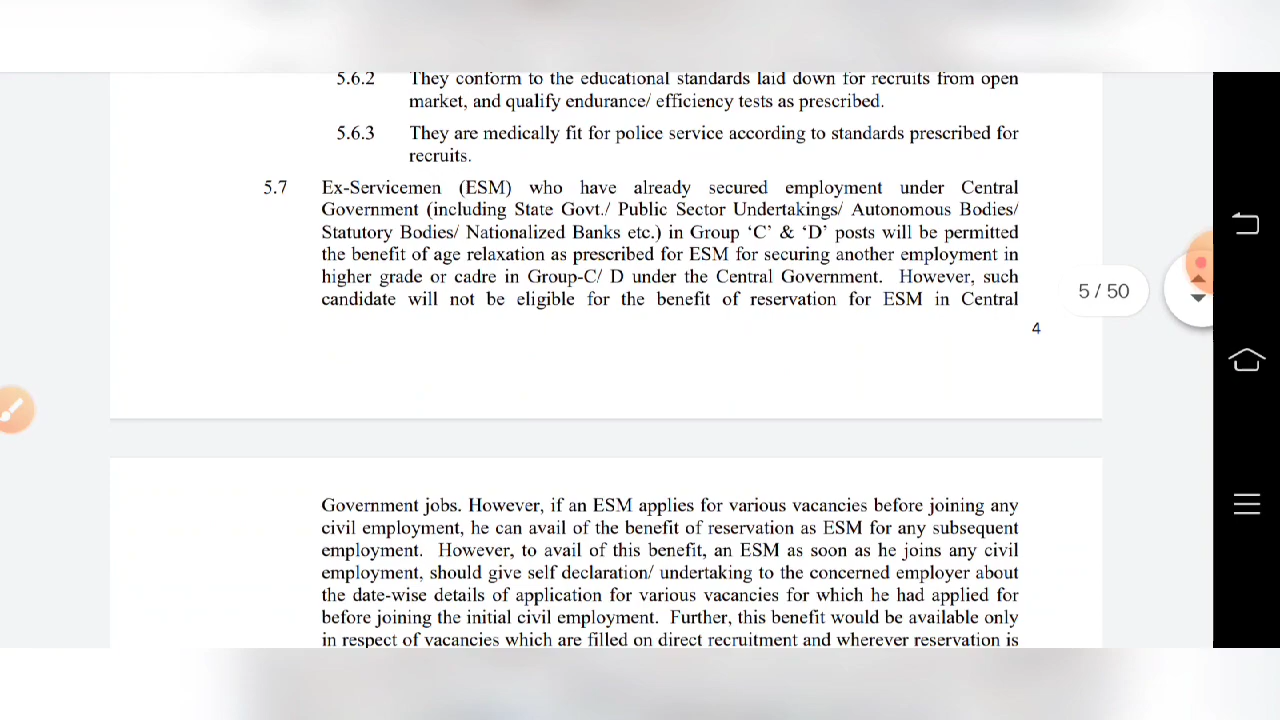 5.6.2 They conform to the educational standards laid down for recruits from open
market, and qualify endurance/ efficiency tests as prescribed.
5.6.3 They are medically fit for police service according to standards prescribed for
recruits.
5.7 Ex-Servicemen (ESM) who have already secured employment under Central
Government (including State Govt./ Public Sector Undertakings/ Autonomous Bodies/
Statutory Bodies/ Nationalized Banks etc.) in Group ‘C’ & ‘D’ posts will be permitted
the benefit of age relaxation as prescribed for ESM for securing another employment in
higher grade or cadre in Group-C/ D under the Central Government. However, such
candidate will not be eligible for the benefit of reservation for ESM in Central
5 / 50
4
Government jobs. However, if an ESM applies for various vacancies before joining any
civil employment, he can avail of the benefit of reservation as ESM for any subsequent
employment. However, to avail of this benefit, an ESM as soon as he joins any civil
employment, should give self declaration/ undertaking to the concerned employer about
the date-wise details of application for various vacancies for which he had applied for
before joining the initial civil employment. Further, this benefit would be available only
in respect of vacancies which are filled on direct recruitment and wherever reservation is